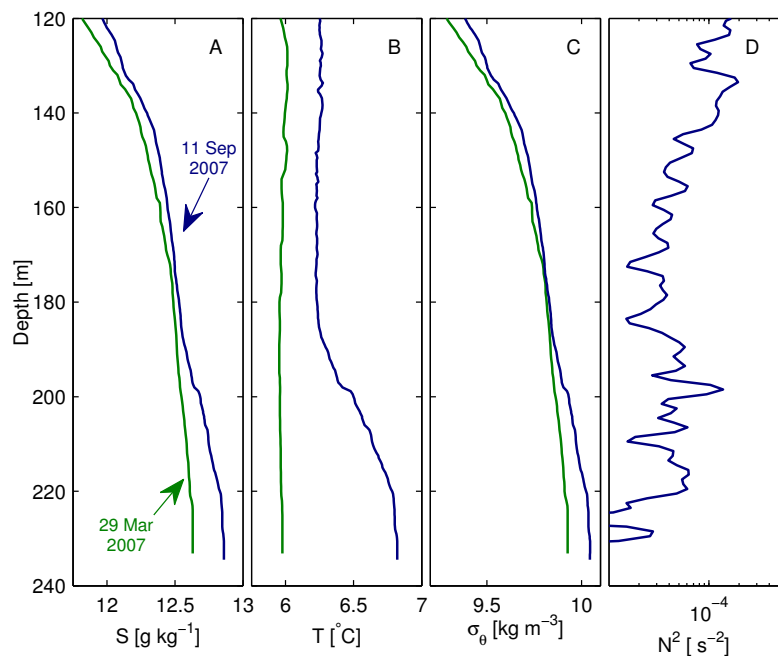 A
B
C
D
120
140
160
180
200
220
240
Depth [m]
11 Sep
2007
29 Mar
2007
12
12.5
13
S [g kg⁻¹]
6
6.5
7
T [°C]
9.5
10
σ_θ [kg m⁻³]
10⁻⁴
N² [ s⁻²]